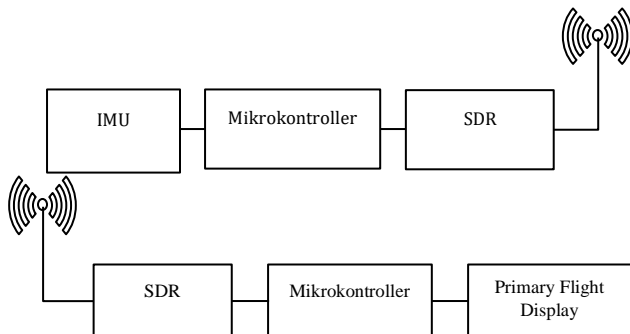 IMU
Mikrokontroller
SDR
SDR
Mikrokontroller
Primary Flight
Display